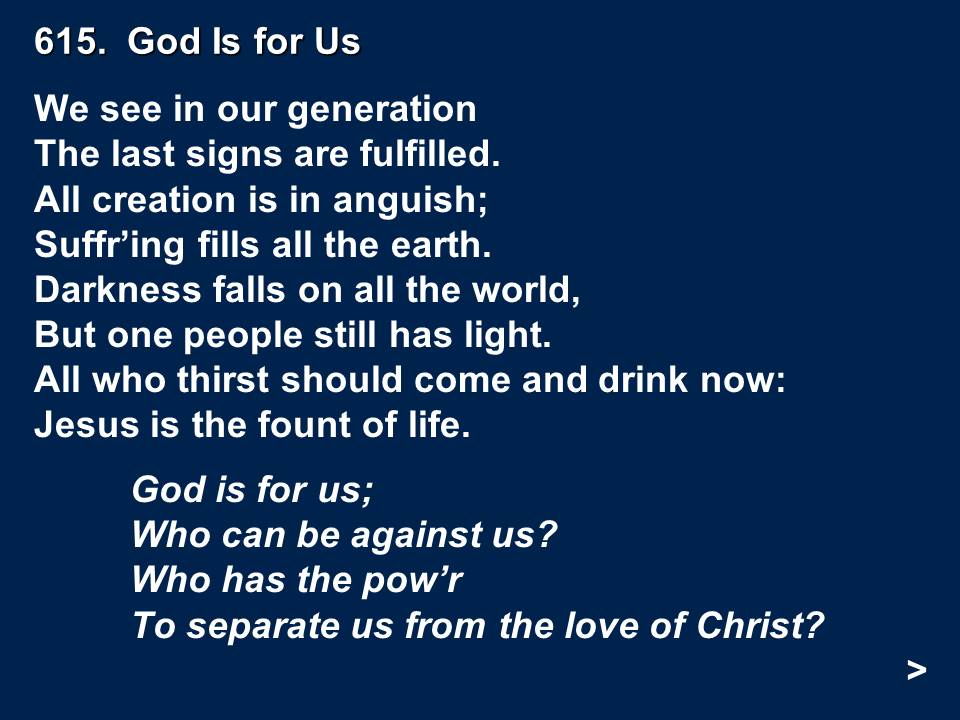 615.  God Is for Us
We see in our generation
The last signs are fulfilled.
All creation is in anguish;
Suffr’ing fills all the earth.
Darkness falls on all the world,
But one people still has light.
All who thirst should come and drink now:
Jesus is the fount of life.
God is for us;
Who can be against us?
Who has the pow’r
To separate us from the love of Christ?
>